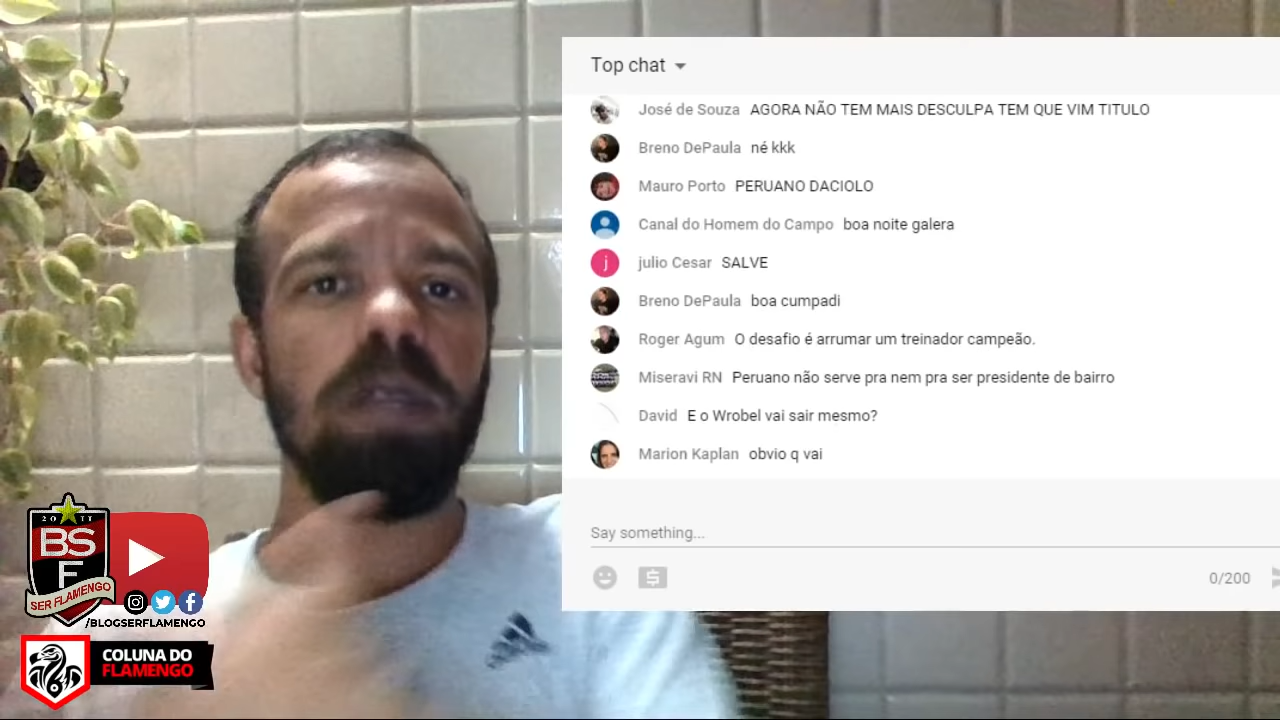 Top chat
José de Souza AGORA NÃO TEM MAIS DESCULPA TEM QUE VIM TITULO
Breno DePaula né kkk
Mauro Porto PERUANO DACIOLO
Canal do Homem do Campo boa noite galera
j julio Cesar SALVE
Breno DePaula boa cumpadi
Roger Agum O desafio é arrumar um treinador campeão.
Miseravi RN Peruano não serve pra nem pra ser presidente de bairro
David E o Wrobel vai sair mesmo?
Marion Kaplan obvio q vai
Say something...
0/200
20 11
BS
F
SER FLAMENGO
/BLOGSERFLAMENGO
COLUNA DO
FLAMENGO